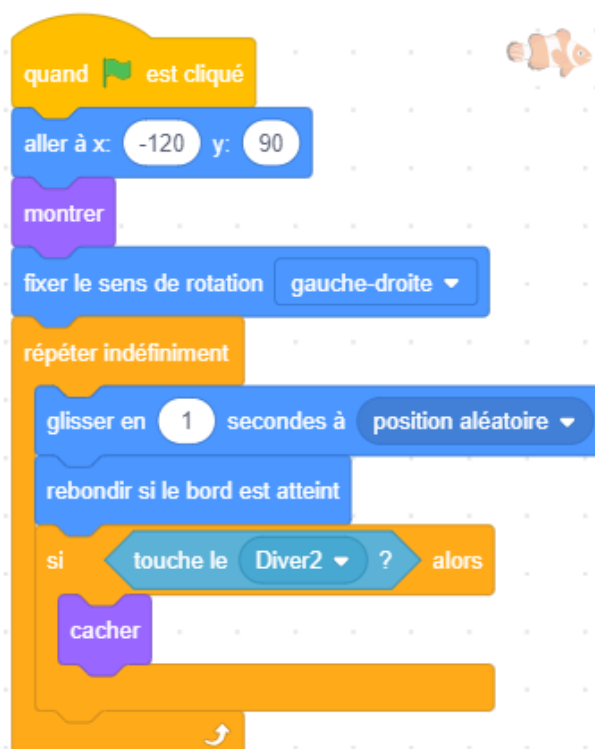 quand est cliqué
aller à x: -120 y: 90
montrer
fixer le sens de rotation gauche-droite
répéter indéfiniment
glisser en 1 secondes à position aléatoire
rebondir si le bord est atteint
si touche le Diver2 ? alors
cacher